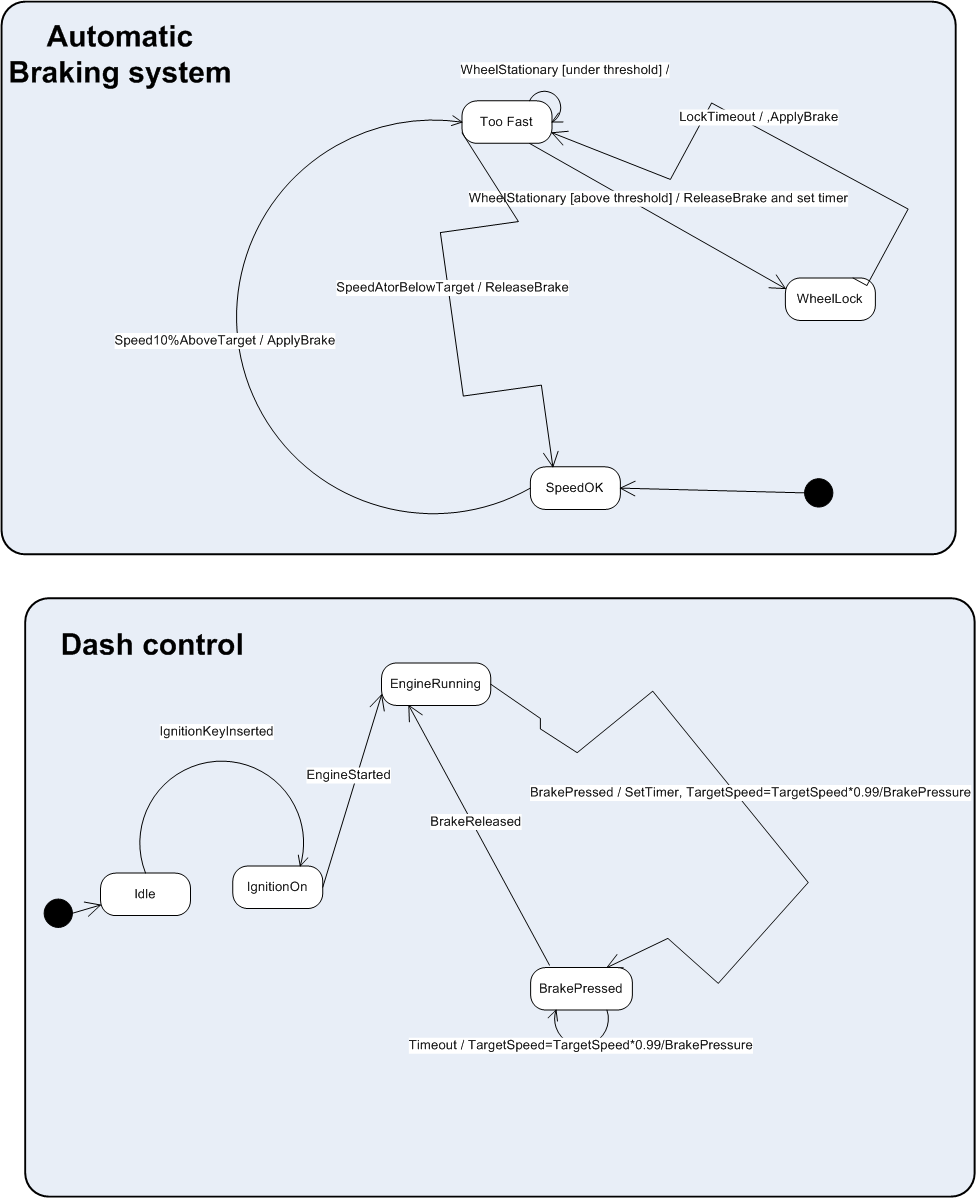 Automatic
Braking system
WheelStationary [under threshold] /
Too Fast
LockTimeout / ,ApplyBrake
WheelStationary [above threshold] / ReleaseBrake and set timer
SpeedAtorBelowTarget / ReleaseBrake
WheelLock
Speed10%AboveTarget / ApplyBrake
SpeedOK
Dash control
EngineRunning
IgnitionKeyInserted
EngineStarted
BrakePressed / SetTimer, TargetSpeed=TargetSpeed*0.99/BrakePressure
BrakeReleased
Idle
IgnitionOn
BrakePressed
Timeout / TargetSpeed=TargetSpeed*0.99/BrakePressure